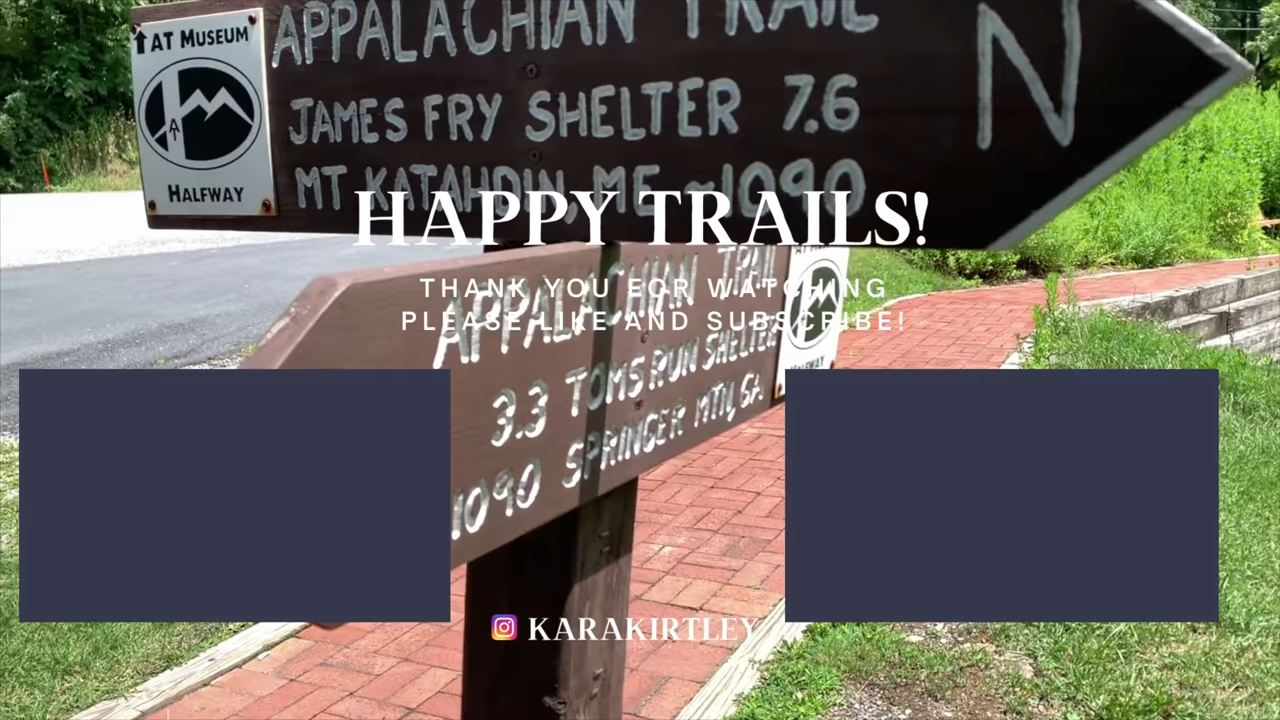 ↑AT MUSEUM
AT
HALFWAY
APPALACHIAN TRAIL
JAMES FRY SHELTER 7.6
MT KATAHDIN, ME ~1090
N
HAPPY TRAILS!
THANK YOU FOR WATCHING
PLEASE LIKE AND SUBSCRIBE!
APPALACHIAN TRAIL
3.3 TOMS RUN SHELTER
1090 SPRINGER MTN, GA.
KARAKIRTLEY